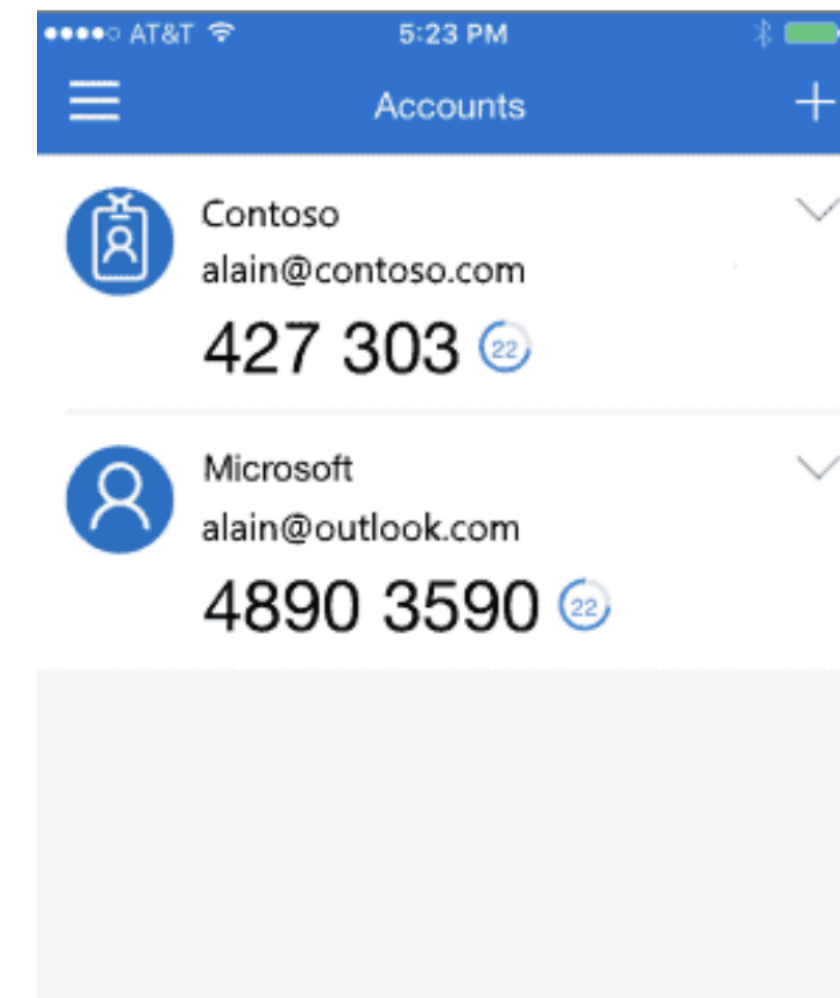 AT&T 5:23 PM
Accounts
Contoso
alain@contoso.com
427 303 22
Microsoft
alain@outlook.com
4890 3590 22